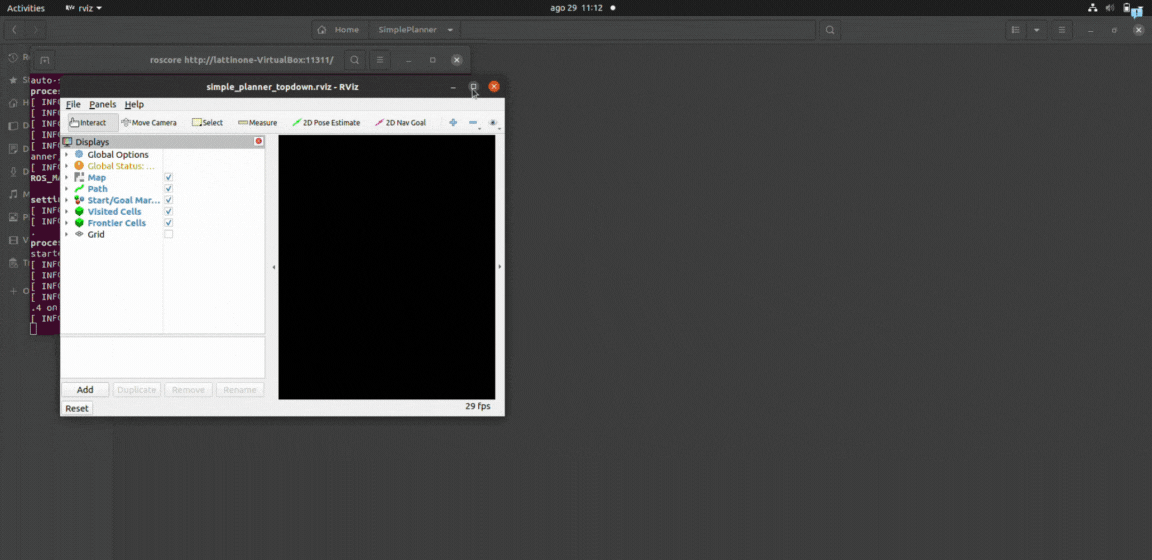 Activities
rviz
ago 29 11:12
Home
SimplePlanner
roscore http://lattinone-VirtualBox:11311/
simple_planner_topdown.rviz - RViz
File Panels Help
Interact Move Camera Select Measure 2D Pose Estimate 2D Nav Goal
Displays
Global Options
Global Status: ...
Map
Path
Start/Goal Mar...
Visited Cells
Frontier Cells
Grid
Add Duplicate Remove Rename
Reset
29 fps
auto-s
proces
[ INFO
[ INFO
[ INFO
[ INFO
[ INFO
anner
[ INFO
ROS_MA
settin
[ INFO
[ INFO
.
proces
starte
[ INFO
[ INFO
[ INFO
[ INFO
.4 on
[ INFO